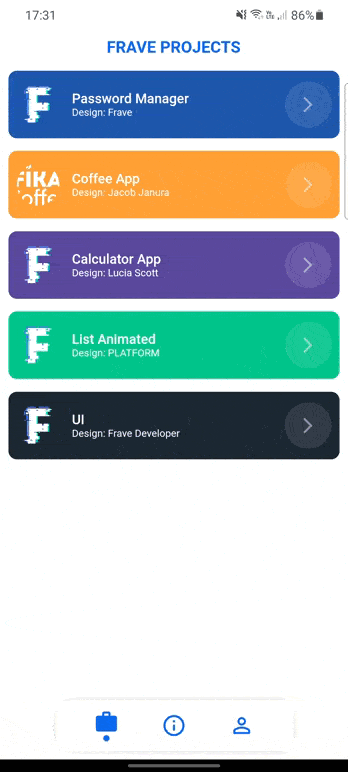 17:31
86%
FRAVE PROJECTS
Password Manager
Design: Frave
FIKA
Coffee App
Design: Jacob Janura
Calculator App
Design: Lucia Scott
List Animated
Design: PLATFORM
UI
Design: Frave Developer